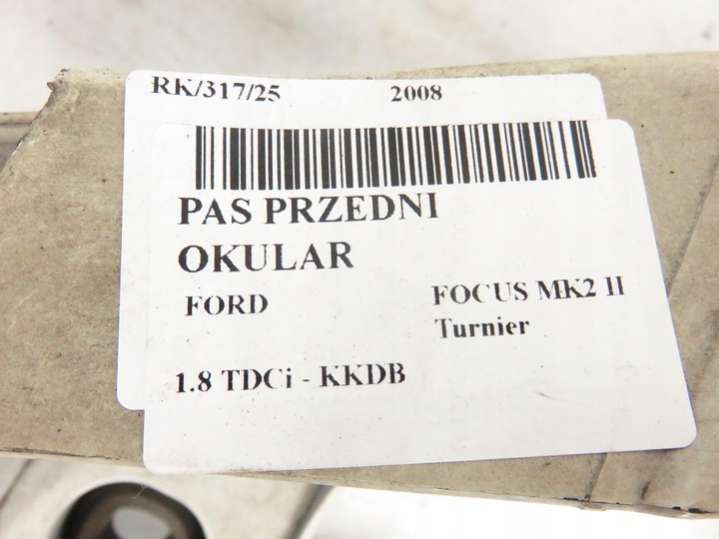 RK/317/25 2008
PAS PRZEDNI
OKULAR
FORD FOCUS MK2 II
Turnier
1.8 TDCi - KKDB